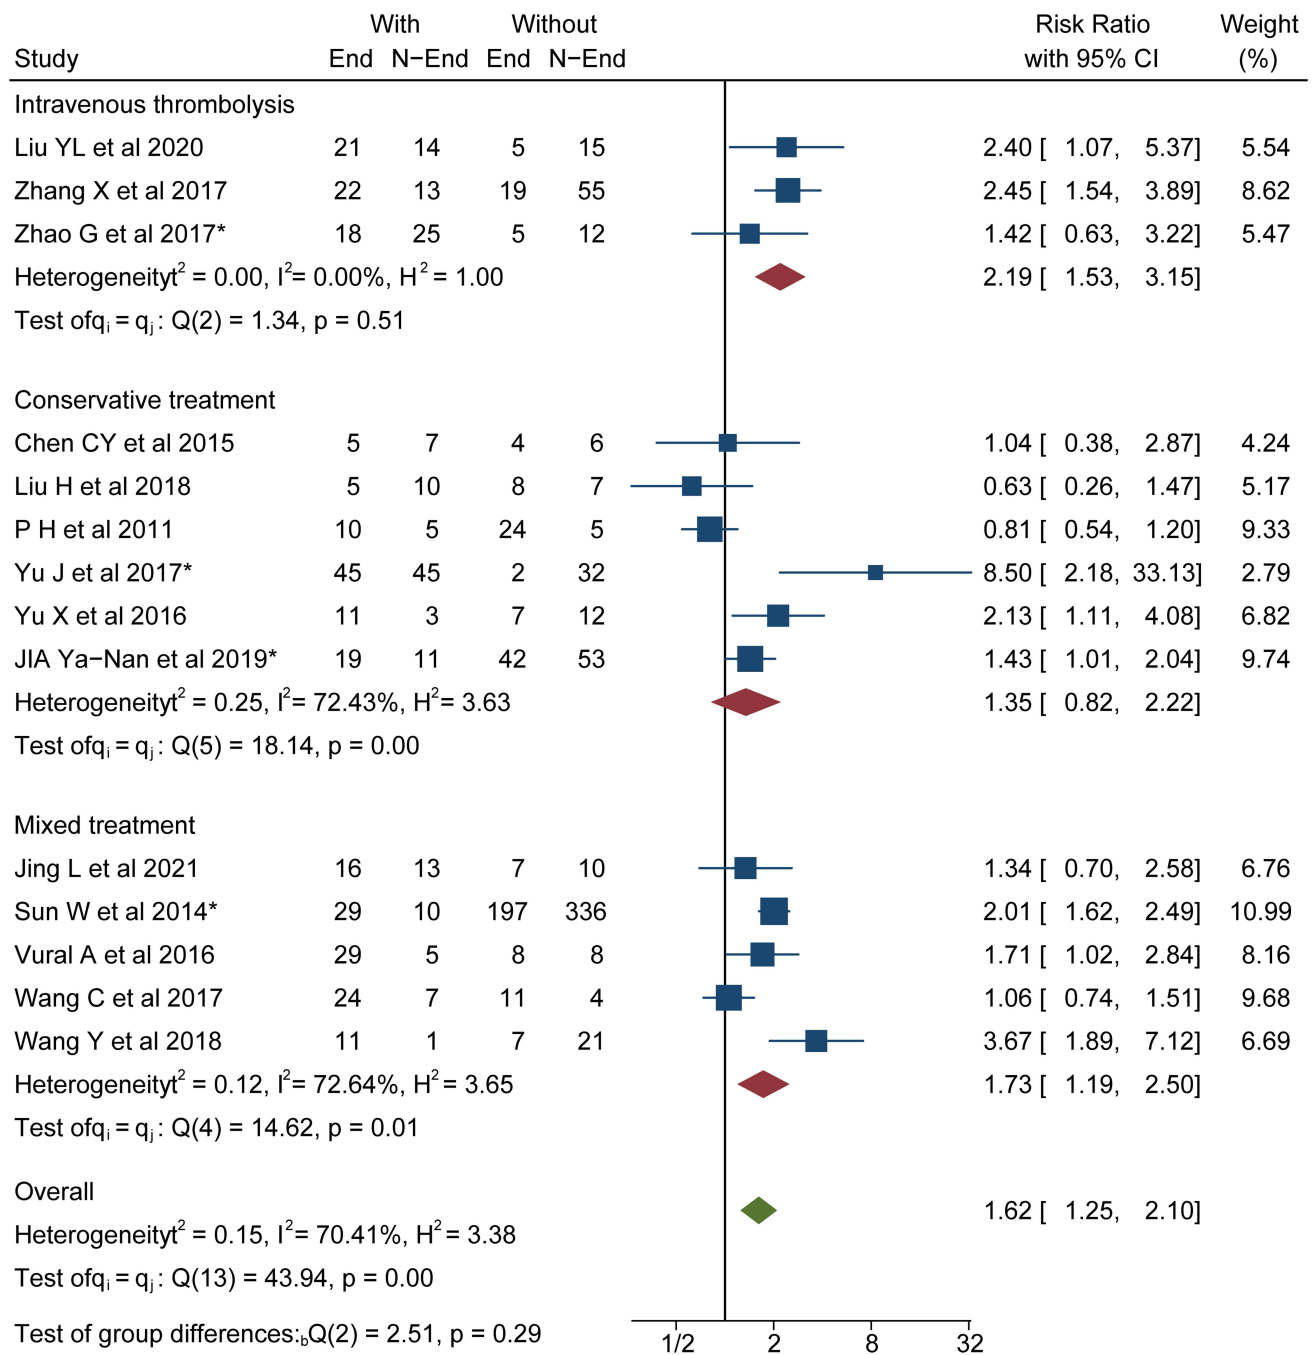 With Without Risk Ratio Weight
Study End N−End End N−End with 95% CI (%)
Intravenous thrombolysis
Liu YL et al 2020 21 14 5 15 2.40 [ 1.07, 5.37] 5.54
Zhang X et al 2017 22 13 19 55 2.45 [ 1.54, 3.89] 8.62
Zhao G et al 2017* 18 25 5 12 1.42 [ 0.63, 3.22] 5.47
Heterogeneityt² = 0.00, I²= 0.00%, H² = 1.00 2.19 [ 1.53, 3.15]
Test ofqᵢ = qⱼ : Q(2) = 1.34, p = 0.51
Conservative treatment
Chen CY et al 2015 5 7 4 6 1.04 [ 0.38, 2.87] 4.24
Liu H et al 2018 5 10 8 7 0.63 [ 0.26, 1.47] 5.17
P H et al 2011 10 5 24 5 0.81 [ 0.54, 1.20] 9.33
Yu J et al 2017* 45 45 2 32 8.50 [ 2.18, 33.13] 2.79
Yu X et al 2016 11 3 7 12 2.13 [ 1.11, 4.08] 6.82
JIA Ya−Nan et al 2019* 19 11 42 53 1.43 [ 1.01, 2.04] 9.74
Heterogeneityt² = 0.25, I²= 72.43%, H²= 3.63 1.35 [ 0.82, 2.22]
Test ofqᵢ = qⱼ : Q(5) = 18.14, p = 0.00
Mixed treatment
Jing L et al 2021 16 13 7 10 1.34 [ 0.70, 2.58] 6.76
Sun W et al 2014* 29 10 197 336 2.01 [ 1.62, 2.49] 10.99
Vural A et al 2016 29 5 8 8 1.71 [ 1.02, 2.84] 8.16
Wang C et al 2017 24 7 11 4 1.06 [ 0.74, 1.51] 9.68
Wang Y et al 2018 11 1 7 21 3.67 [ 1.89, 7.12] 6.69
Heterogeneityt² = 0.12, I²= 72.64%, H²= 3.65 1.73 [ 1.19, 2.50]
Test ofqᵢ = qⱼ : Q(4) = 14.62, p = 0.01
Overall 1.62 [ 1.25, 2.10]
Heterogeneityt² = 0.15, I²= 70.41%, H²= 3.38
Test ofqᵢ = qⱼ : Q(13) = 43.94, p = 0.00
Test of group differences:bQ(2) = 2.51, p = 0.29
1/2 2 8 32